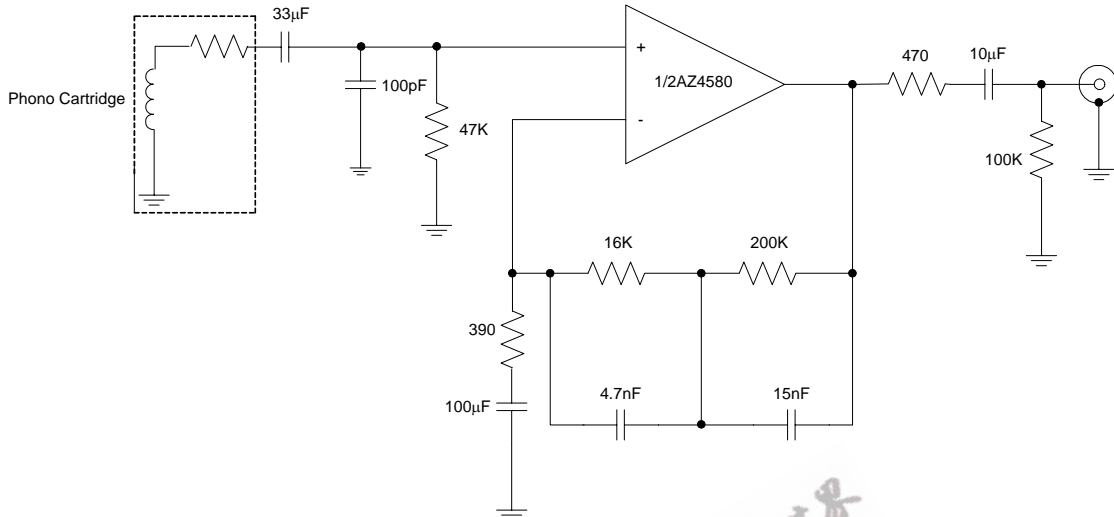 33μF
470
10μF
+
1/2AZ4580
100pF
Phono Cartridge
47K
-
100K
16K
200K
390
4.7nF
15nF
100μF